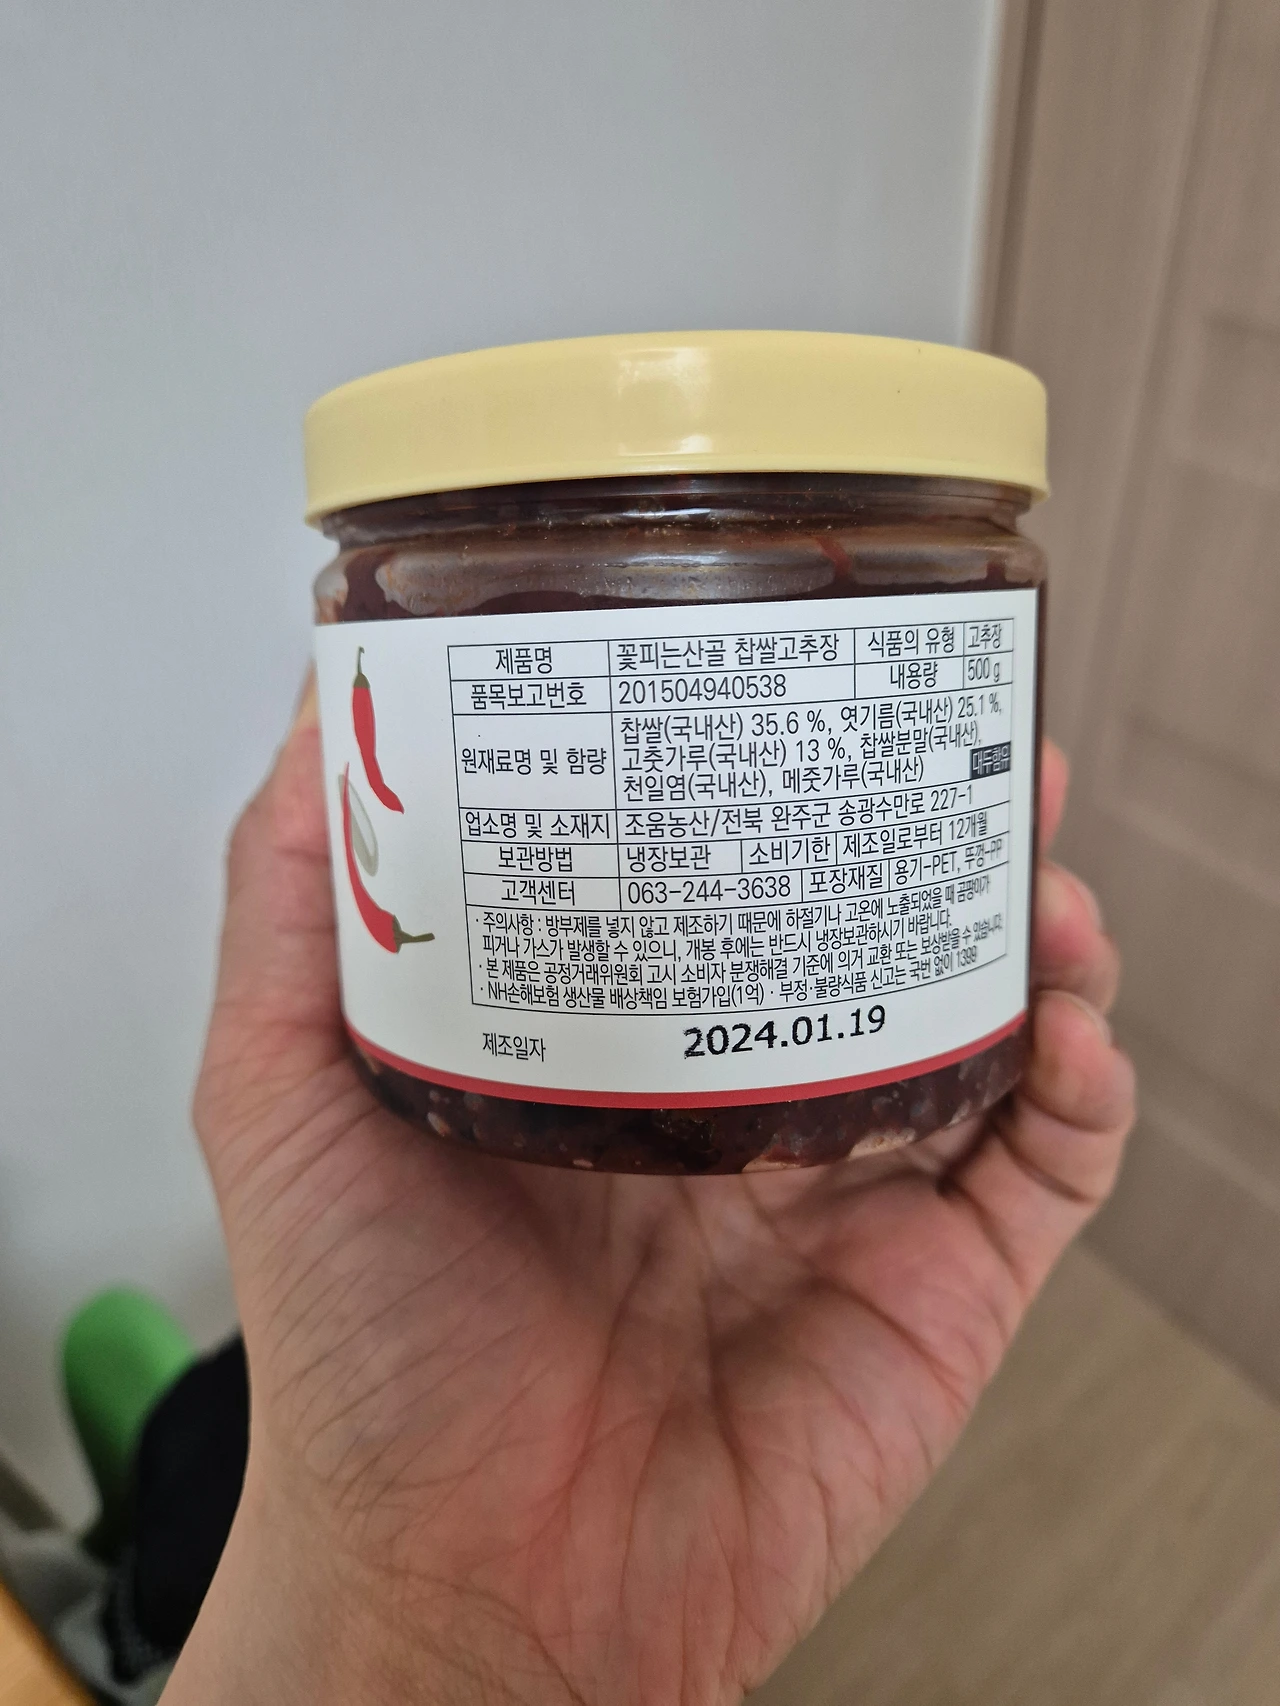 제품명 꽃피는산골 찹쌀고추장 식품의 유형 고추장
품목보고번호 201504940538 내용량 500 g
원재료명 및 함량 찹쌀(국내산) 35.6 %, 엿기름(국내산) 25.1 %,
고춧가루(국내산) 13 %, 찹쌀분말(국내산),
천일염(국내산), 메줏가루(국내산) 대두함유
업소명 및 소재지 조움농산/전북 완주군 송광수만로 227-1
보관방법 냉장보관 소비기한 제조일로부터 12개월
고객센터 063-244-3638 포장재질 용기-PET, 뚜껑-PP
· 주의사항 : 방부제를 넣지 않고 제조하기 때문에 하절기나 고온에 노출되었을 때 곰팡이가
피거나 가스가 발생할 수 있으니, 개봉 후에는 반드시 냉장보관하시기 바랍니다.
· 본 제품은 공정거래위원회 고시 소비자 분쟁해결 기준에 의거 교환 또는 보상받을 수 있습니다.
· NH손해보험 생산물 배상책임 보험가입(1억) · 부정·불량식품 신고는 국번 없이 1399
제조일자 2024.01.19